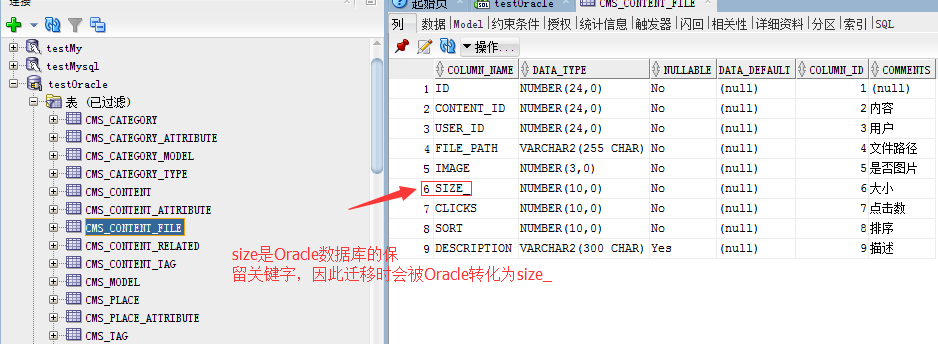 连接
起始页
testOracle
CMS_CONTENT_FILE
列 数据 Model 约束条件 授权 统计信息 触发器 闪回 相关性 详细资料 分区 索引 SQL
操作...
testMy
testMysql
testOracle
表 (已过滤)
CMS_CATEGORY
CMS_CATEGORY_ATTRIBUTE
CMS_CATEGORY_MODEL
CMS_CATEGORY_TYPE
CMS_CONTENT
CMS_CONTENT_ATTRIBUTE
CMS_CONTENT_FILE
CMS_CONTENT_RELATED
CMS_CONTENT_TAG
CMS_MODEL
CMS_PLACE
CMS_PLACE_ATTRIBUTE
CMS_TAG
COLUMN_NAME DATA_TYPE NULLABLE DATA_DEFAULT COLUMN_ID COMMENTS
1 ID NUMBER(24,0) No (null) 1 (null)
2 CONTENT_ID NUMBER(24,0) No (null) 2 内容
3 USER_ID NUMBER(24,0) No (null) 3 用户
4 FILE_PATH VARCHAR2(255 CHAR) No (null) 4 文件路径
5 IMAGE NUMBER(3,0) No (null) 5 是否图片
6 SIZE_ NUMBER(10,0) No (null) 6 大小
7 CLICKS NUMBER(10,0) No (null) 7 点击数
8 SORT NUMBER(10,0) No (null) 8 排序
9 DESCRIPTION VARCHAR2(300 CHAR) Yes (null) 9 描述
size是Oracle数据库的保
留关键字，因此迁移时会被Oracle转化为size_